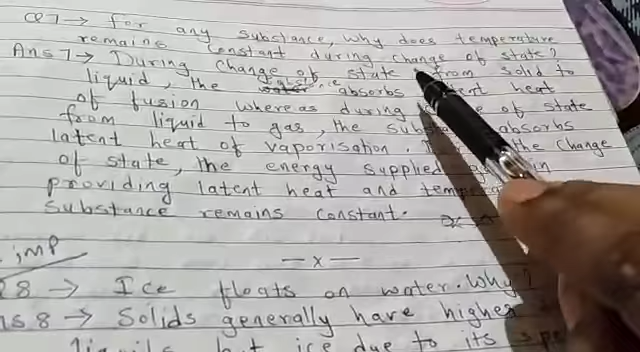 Q7 → for any substance, why does temperature
remains constant during change of state?
Ans 7 → During change of state from solid to
liquid, the absorbs heat
of fusion whereas during of state
from liquid to gas, the absorbs
latent heat of vaporisation. the change
of state, the energy supplied in
providing latent heat and
substance remains constant.
imp
— x —
8 → Ice floats on water. Why?
ns 8 → Solids generally have higher
but ice due to its